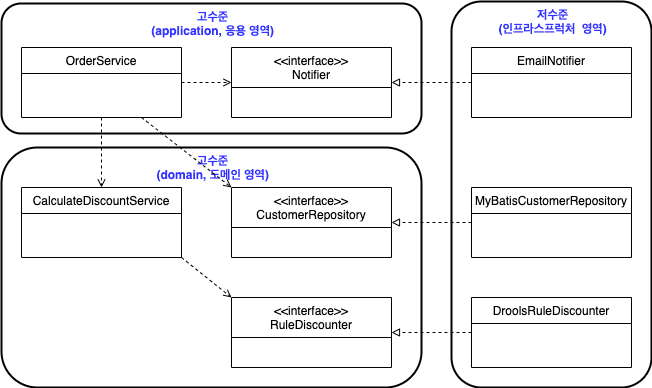 고수준
(application, 응용 영역)
OrderService
<<interface>>
Notifier
고수준
(domain, 도메인 영역)
CalculateDiscountService
<<interface>>
CustomerRepository
<<interface>>
RuleDiscounter
저수준
(인프라스프럭처 영역)
EmailNotifier
MyBatisCustomerRepository
DroolsRuleDiscounter